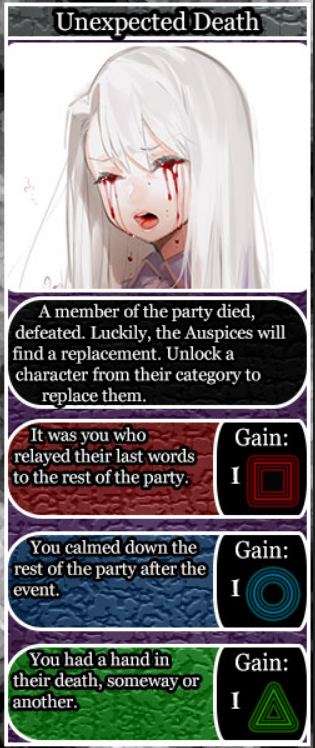 Unexpected Death
A member of the party died,
defeated. Luckily, the Auspices will
find a replacement. Unlock a
character from their category to
replace them.
It was you who
relayed their last words
to the rest of the party.
Gain:
1
You calmed down the
rest of the party after the
event.
Gain:
1
You had a hand in
their death, someway or
another.
Gain:
1